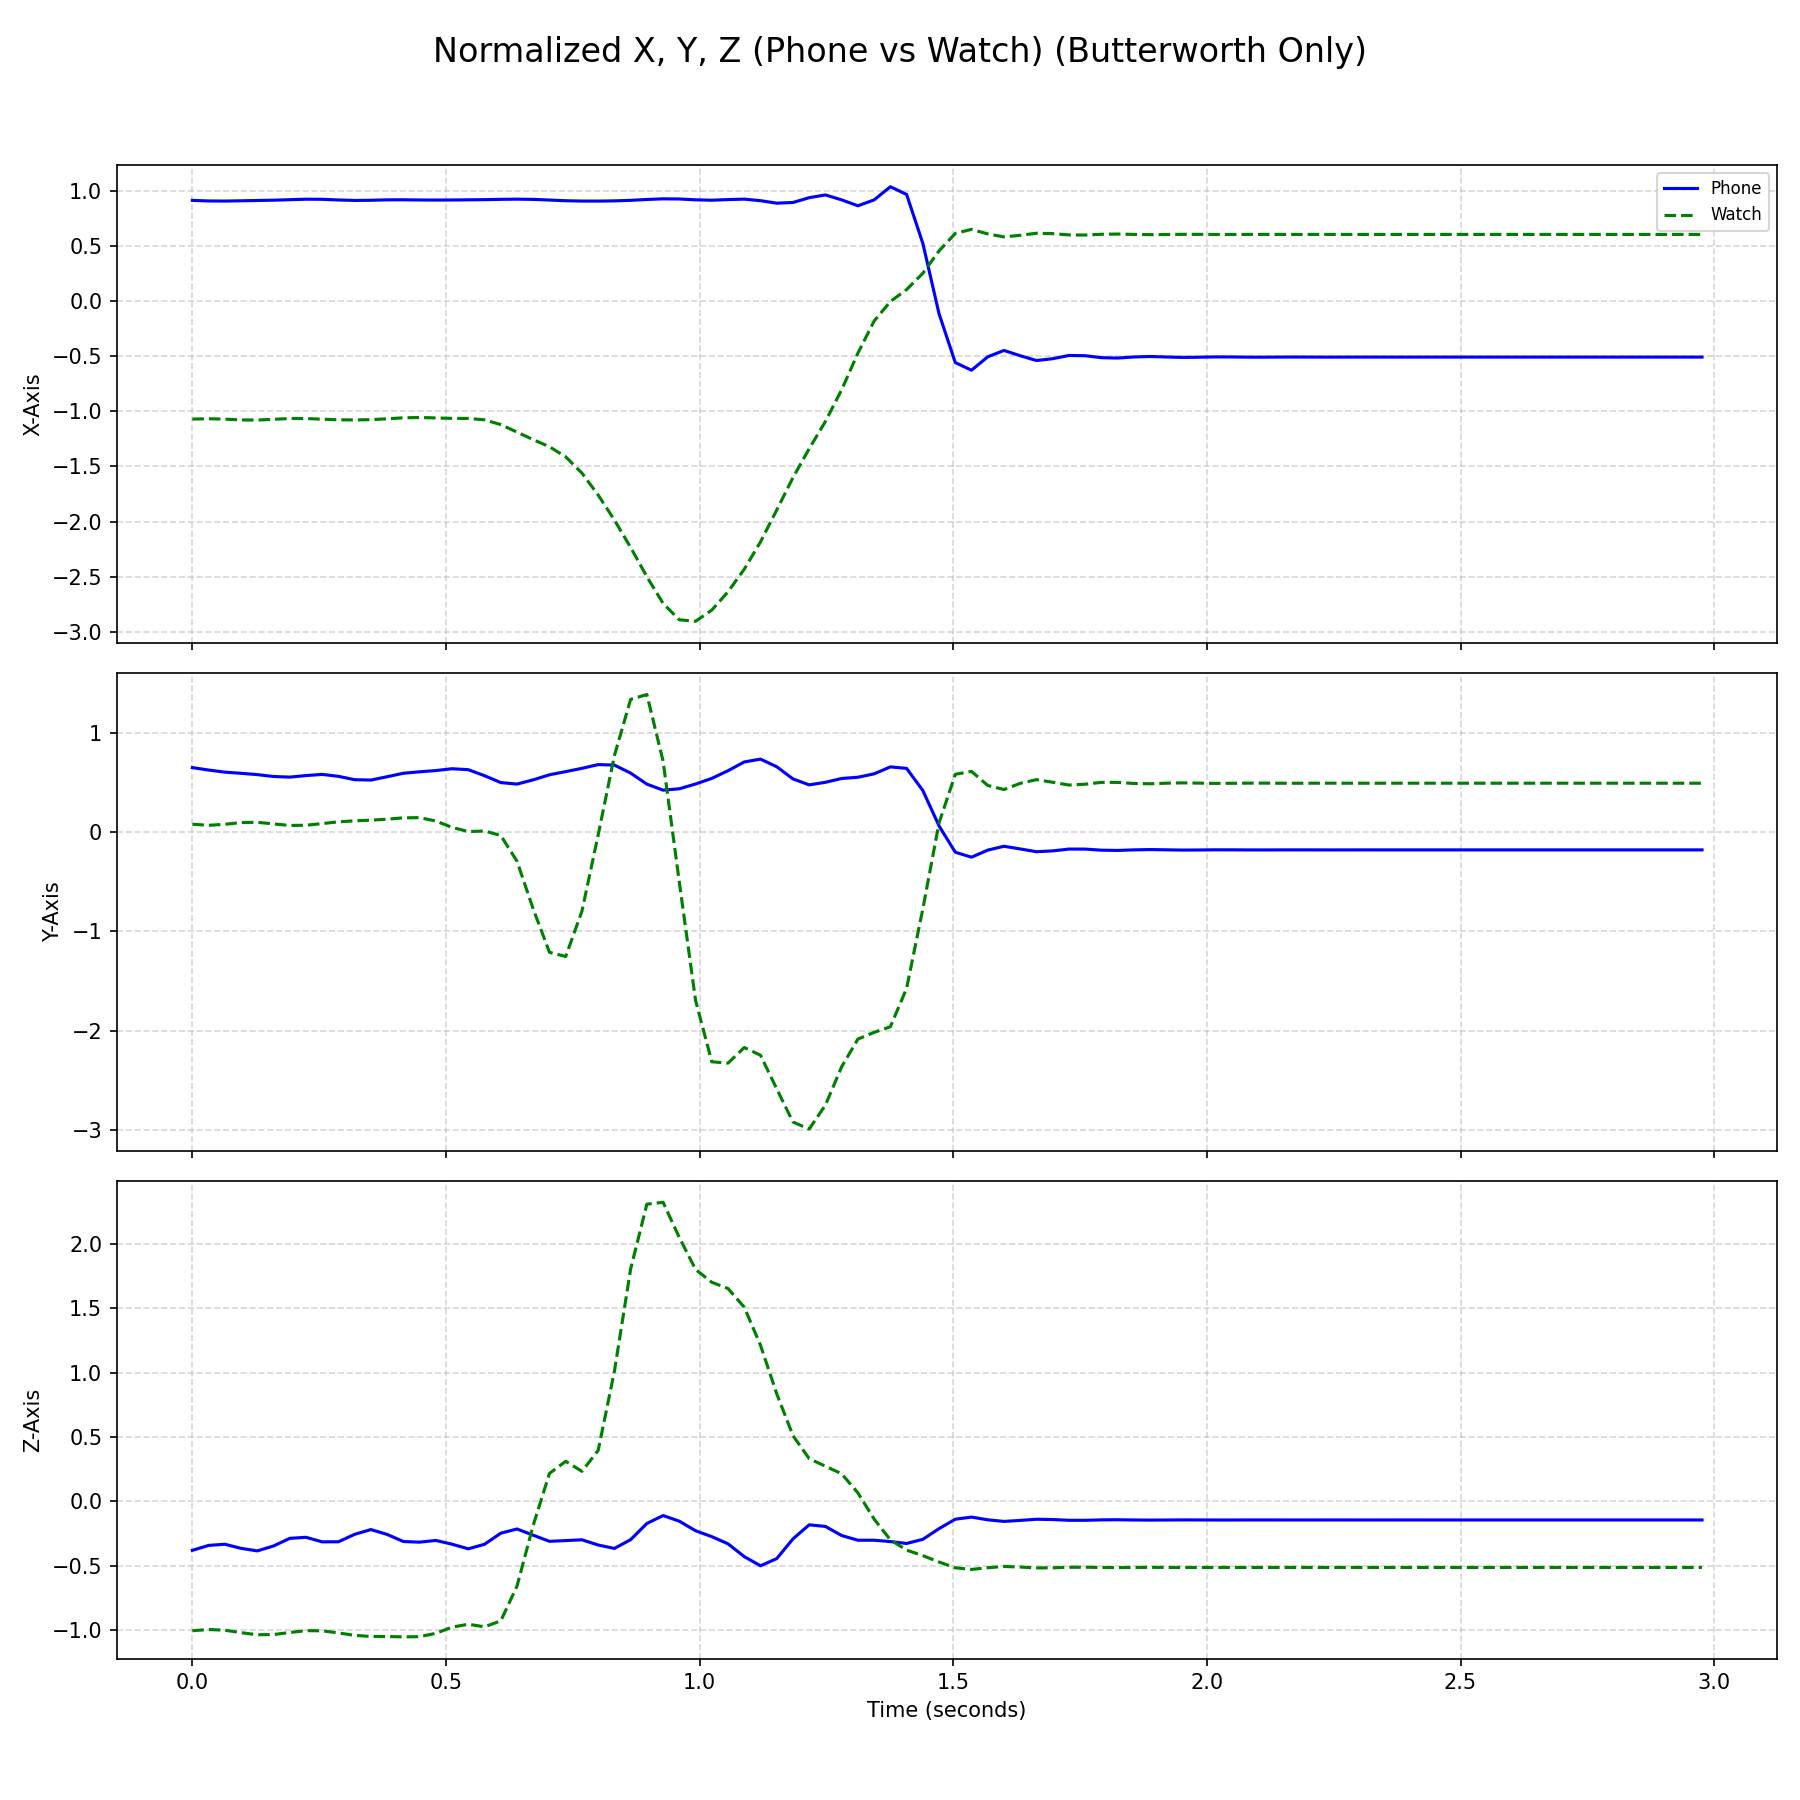 Normalized X, Y, Z (Phone vs Watch) (Butterworth Only)
Phone
Watch
X-Axis
1.0
0.5
0.0
−0.5
−1.0
−1.5
−2.0
−2.5
−3.0
Y-Axis
1
0
−1
−2
−3
Z-Axis
2.0
1.5
1.0
0.5
0.0
−0.5
−1.0
0.0 0.5 1.0 1.5 2.0 2.5 3.0
Time (seconds)